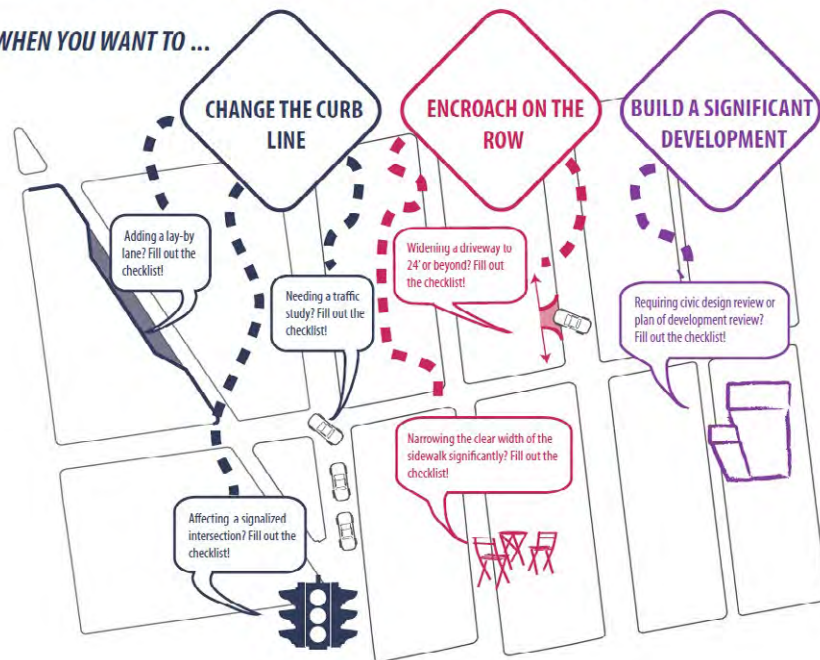 WHEN YOU WANT TO ...
CHANGE THE CURB
LINE
ENCROACH ON THE
ROW
BUILD A SIGNIFICANT
DEVELOPMENT
Adding a lay-by
lane? Fill out the
checklist!
Needing a traffic
study? Fill out the
checklist!
Widening a driveway to
24' or beyond? Fill out
the checklist!
Requiring civic design review or
plan of development review?
Fill out the checklist!
Narrowing the clear width of the
sidewalk significantly? Fill out the
checklist!
Affecting a signalized
intersection? Fill out the
checklist!